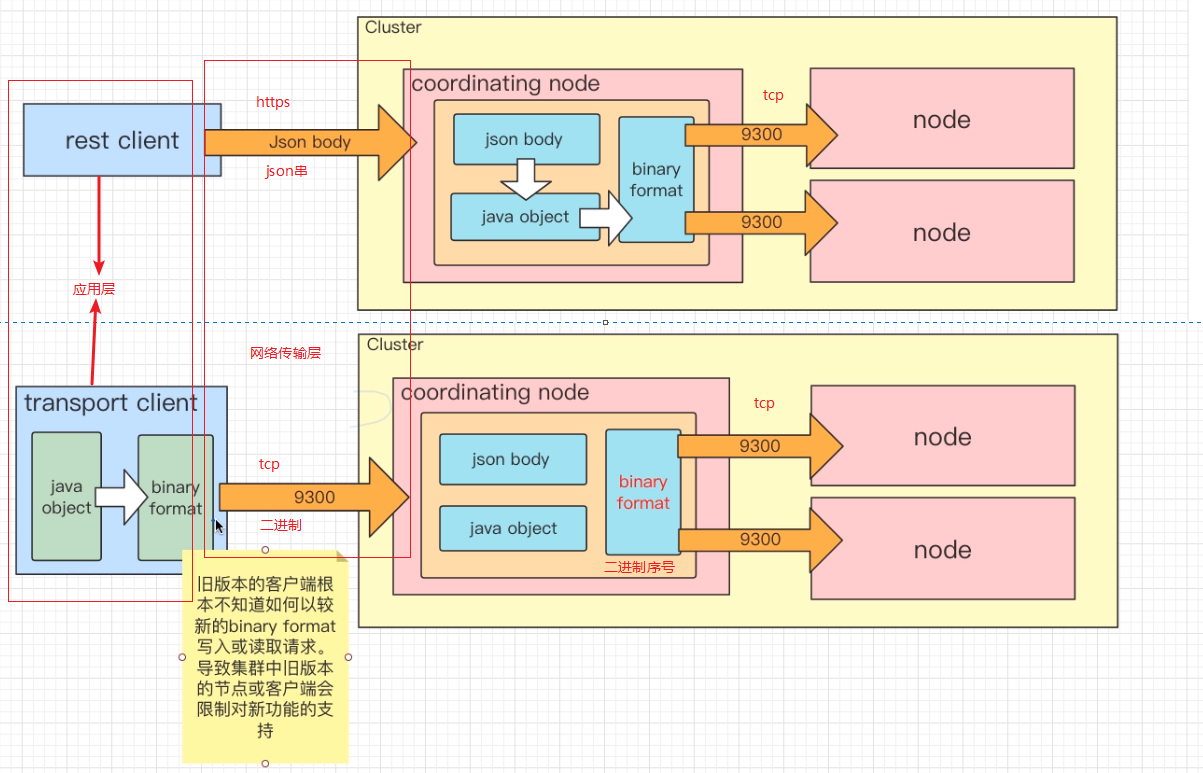 Cluster
coordinating node
https
tcp
rest client
Json body
json body
9300
node
json串
binary
format
java object
9300
node
应用层
网络传输层
Cluster
transport client
coordinating node
tcp
node
tcp
json body
9300
java
object
binary
format
9300
binary
format
二进制
java object
9300
node
二进制序号
旧版本的客户端根
本不知道如何以较
新的binary format
写入或读取请求。
导致集群中旧版本
的节点或客户端会
限制对新功能的支
持